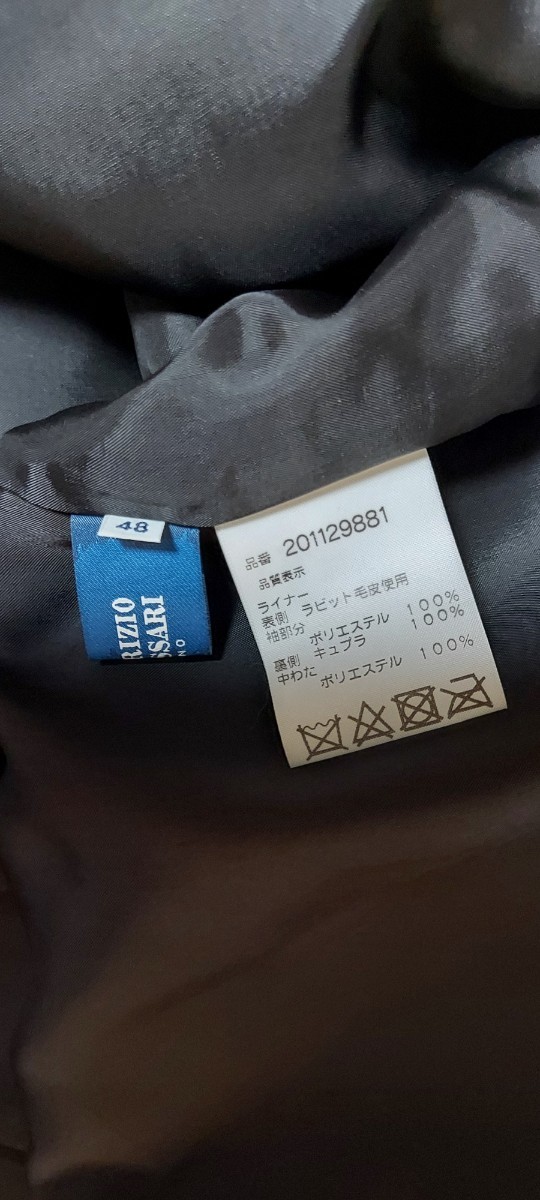 48
RIZIO
SSARI
NO
品番 201129881
品質表示
ライナー
表側 ラビット毛皮使用
袖部分 ポリエステル 100%
裏側 キュプラ 100%
中わた ポリエステル 100%